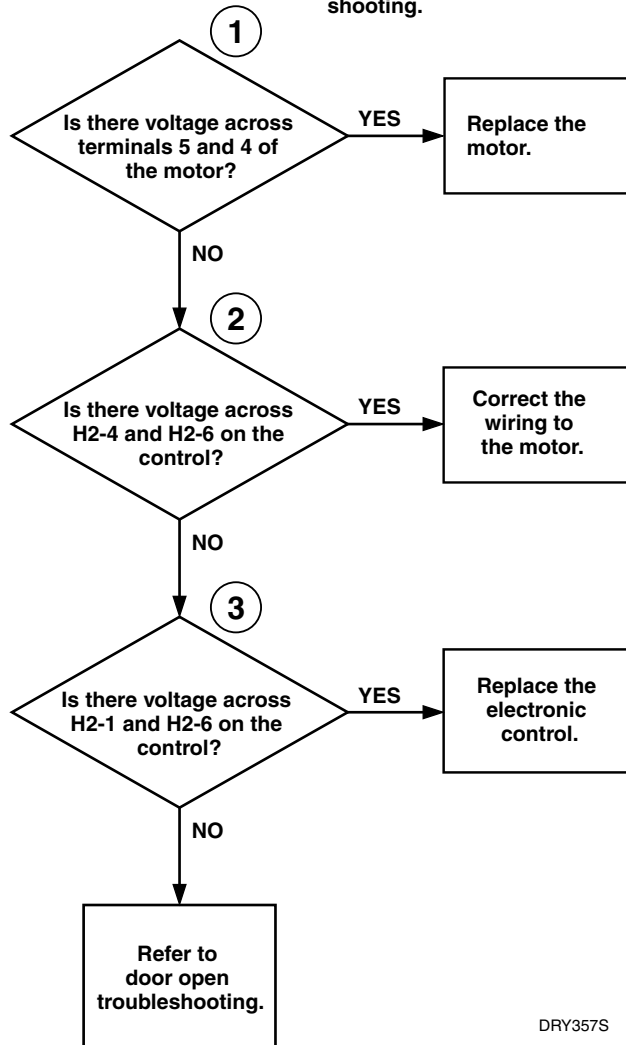 shooting.
1
Is there voltage across
terminals 5 and 4 of
the motor?
YES
Replace the
motor.
NO
2
Is there voltage across
H2-4 and H2-6 on the
control?
YES
Correct the
wiring to
the motor.
NO
3
Is there voltage across
H2-1 and H2-6 on the
control?
YES
Replace the
electronic
control.
NO
Refer to
door open
troubleshooting.
DRY357S